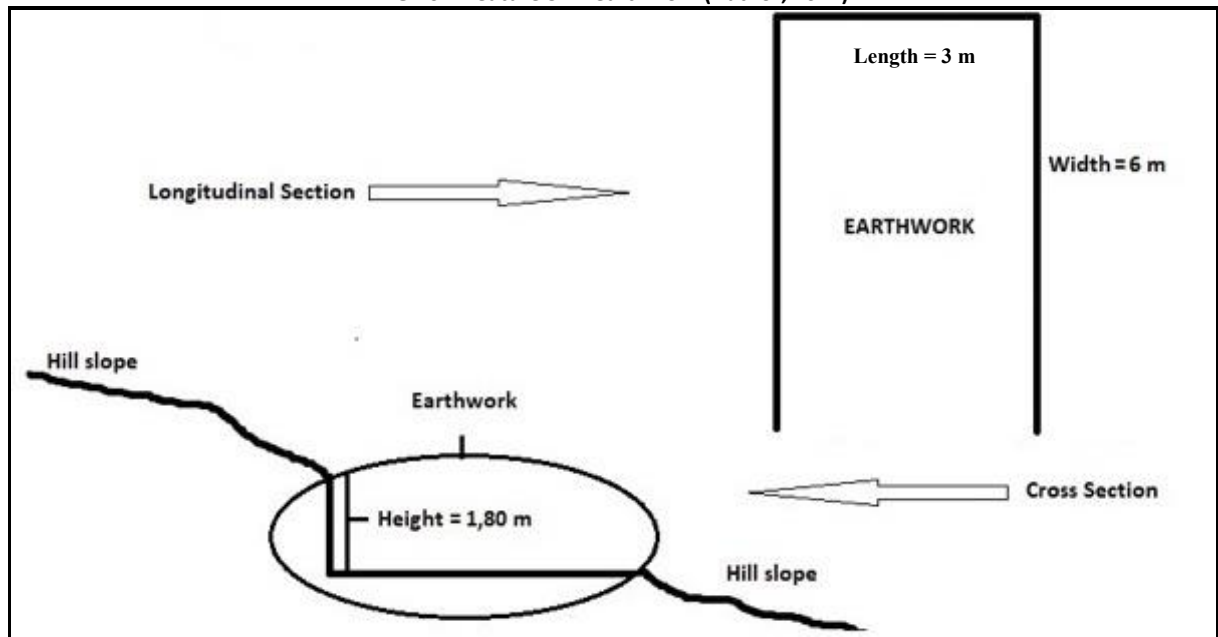 Length = 3 m
Width = 6 m
Longitudinal Section
EARTHWORK
Hill slope
Earthwork
Cross Section
Height = 1,80 m
Hill slope